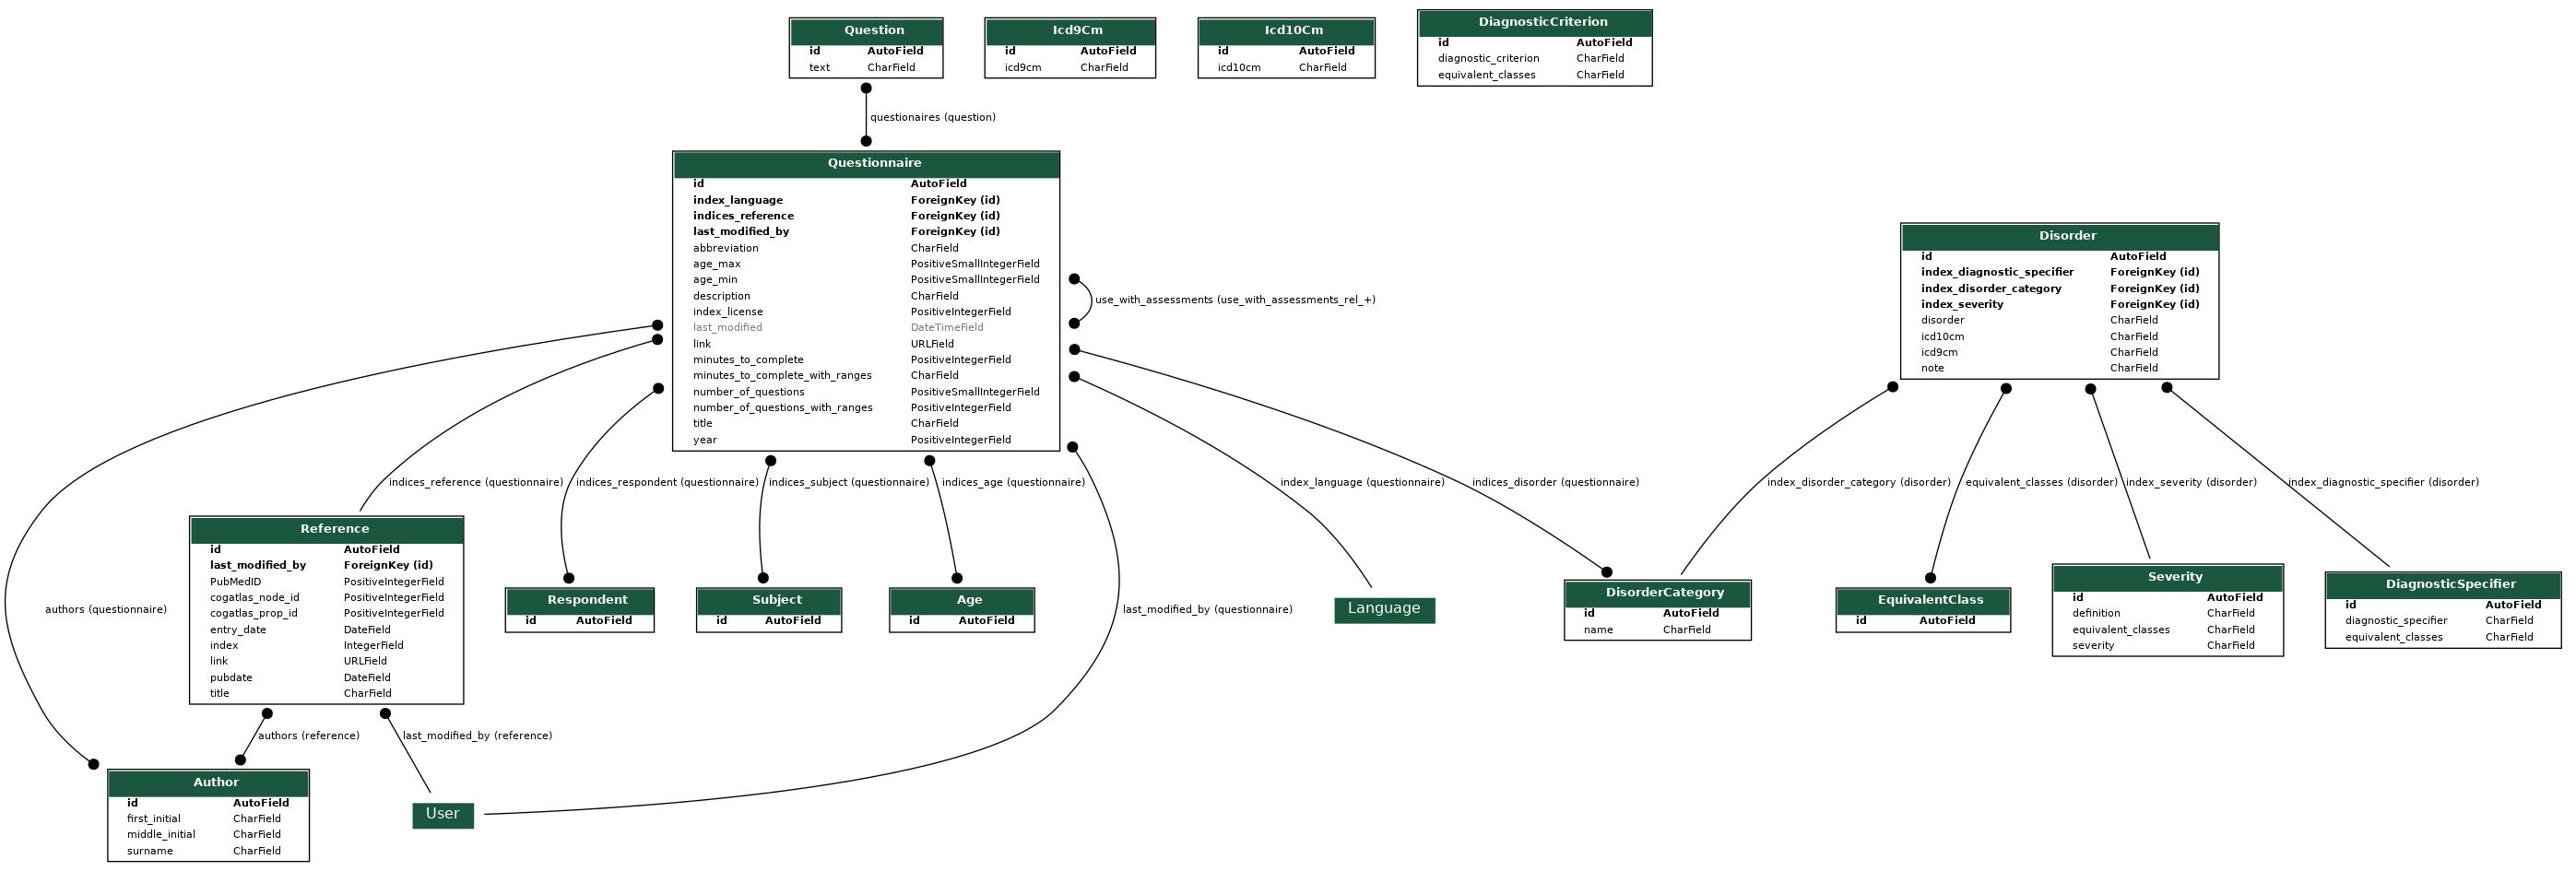 Question
id AutoField
text CharField
Icd9Cm
id AutoField
icd9cm CharField
Icd10Cm
id AutoField
icd10cm CharField
DiagnosticCriterion
id AutoField
diagnostic_criterion CharField
equivalent_classes CharField
questionaires (question)
Questionnaire
id AutoField
index_language ForeignKey (id)
indices_reference ForeignKey (id)
last_modified_by ForeignKey (id)
abbreviation CharField
age_max PositiveSmallIntegerField
age_min PositiveSmallIntegerField
description CharField
index_license PositiveIntegerField
last_modified DateTimeField
link URLField
minutes_to_complete PositiveIntegerField
minutes_to_complete_with_ranges CharField
number_of_questions PositiveSmallIntegerField
number_of_questions_with_ranges PositiveIntegerField
title CharField
year PositiveIntegerField
use_with_assessments (use_with_assessments_rel_+)
Disorder
id AutoField
index_diagnostic_specifier ForeignKey (id)
index_disorder_category ForeignKey (id)
index_severity ForeignKey (id)
disorder CharField
icd10cm CharField
icd9cm CharField
note CharField
indices_reference (questionnaire)
indices_respondent (questionnaire)
indices_subject (questionnaire)
indices_age (questionnaire)
index_language (questionnaire)
indices_disorder (questionnaire)
index_disorder_category (disorder)
equivalent_classes (disorder)
index_severity (disorder)
index_diagnostic_specifier (disorder)
authors (questionnaire)
Reference
id AutoField
last_modified_by ForeignKey (id)
PubMedID PositiveIntegerField
cogatlas_node_id PositiveIntegerField
cogatlas_prop_id PositiveIntegerField
entry_date DateField
index IntegerField
link URLField
pubdate DateField
title CharField
Respondent
id AutoField
Subject
id AutoField
Age
id AutoField
last_modified_by (questionnaire)
Language
DisorderCategory
id AutoField
name CharField
EquivalentClass
id AutoField
Severity
id AutoField
definition CharField
equivalent_classes CharField
severity CharField
DiagnosticSpecifier
id AutoField
diagnostic_specifier CharField
equivalent_classes CharField
authors (reference)
last_modified_by (reference)
Author
id AutoField
first_initial CharField
middle_initial CharField
surname CharField
User